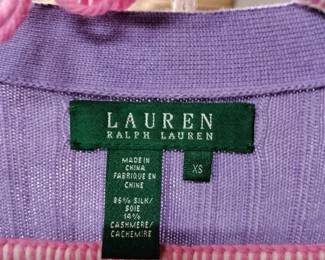 LAUREN
RALPH LAUREN
XS
MADE IN
CHINA
FABRIQUE EN
CHINE
86% SILK/
SOIE
14%
CASHMERE/
CACHEMIRE